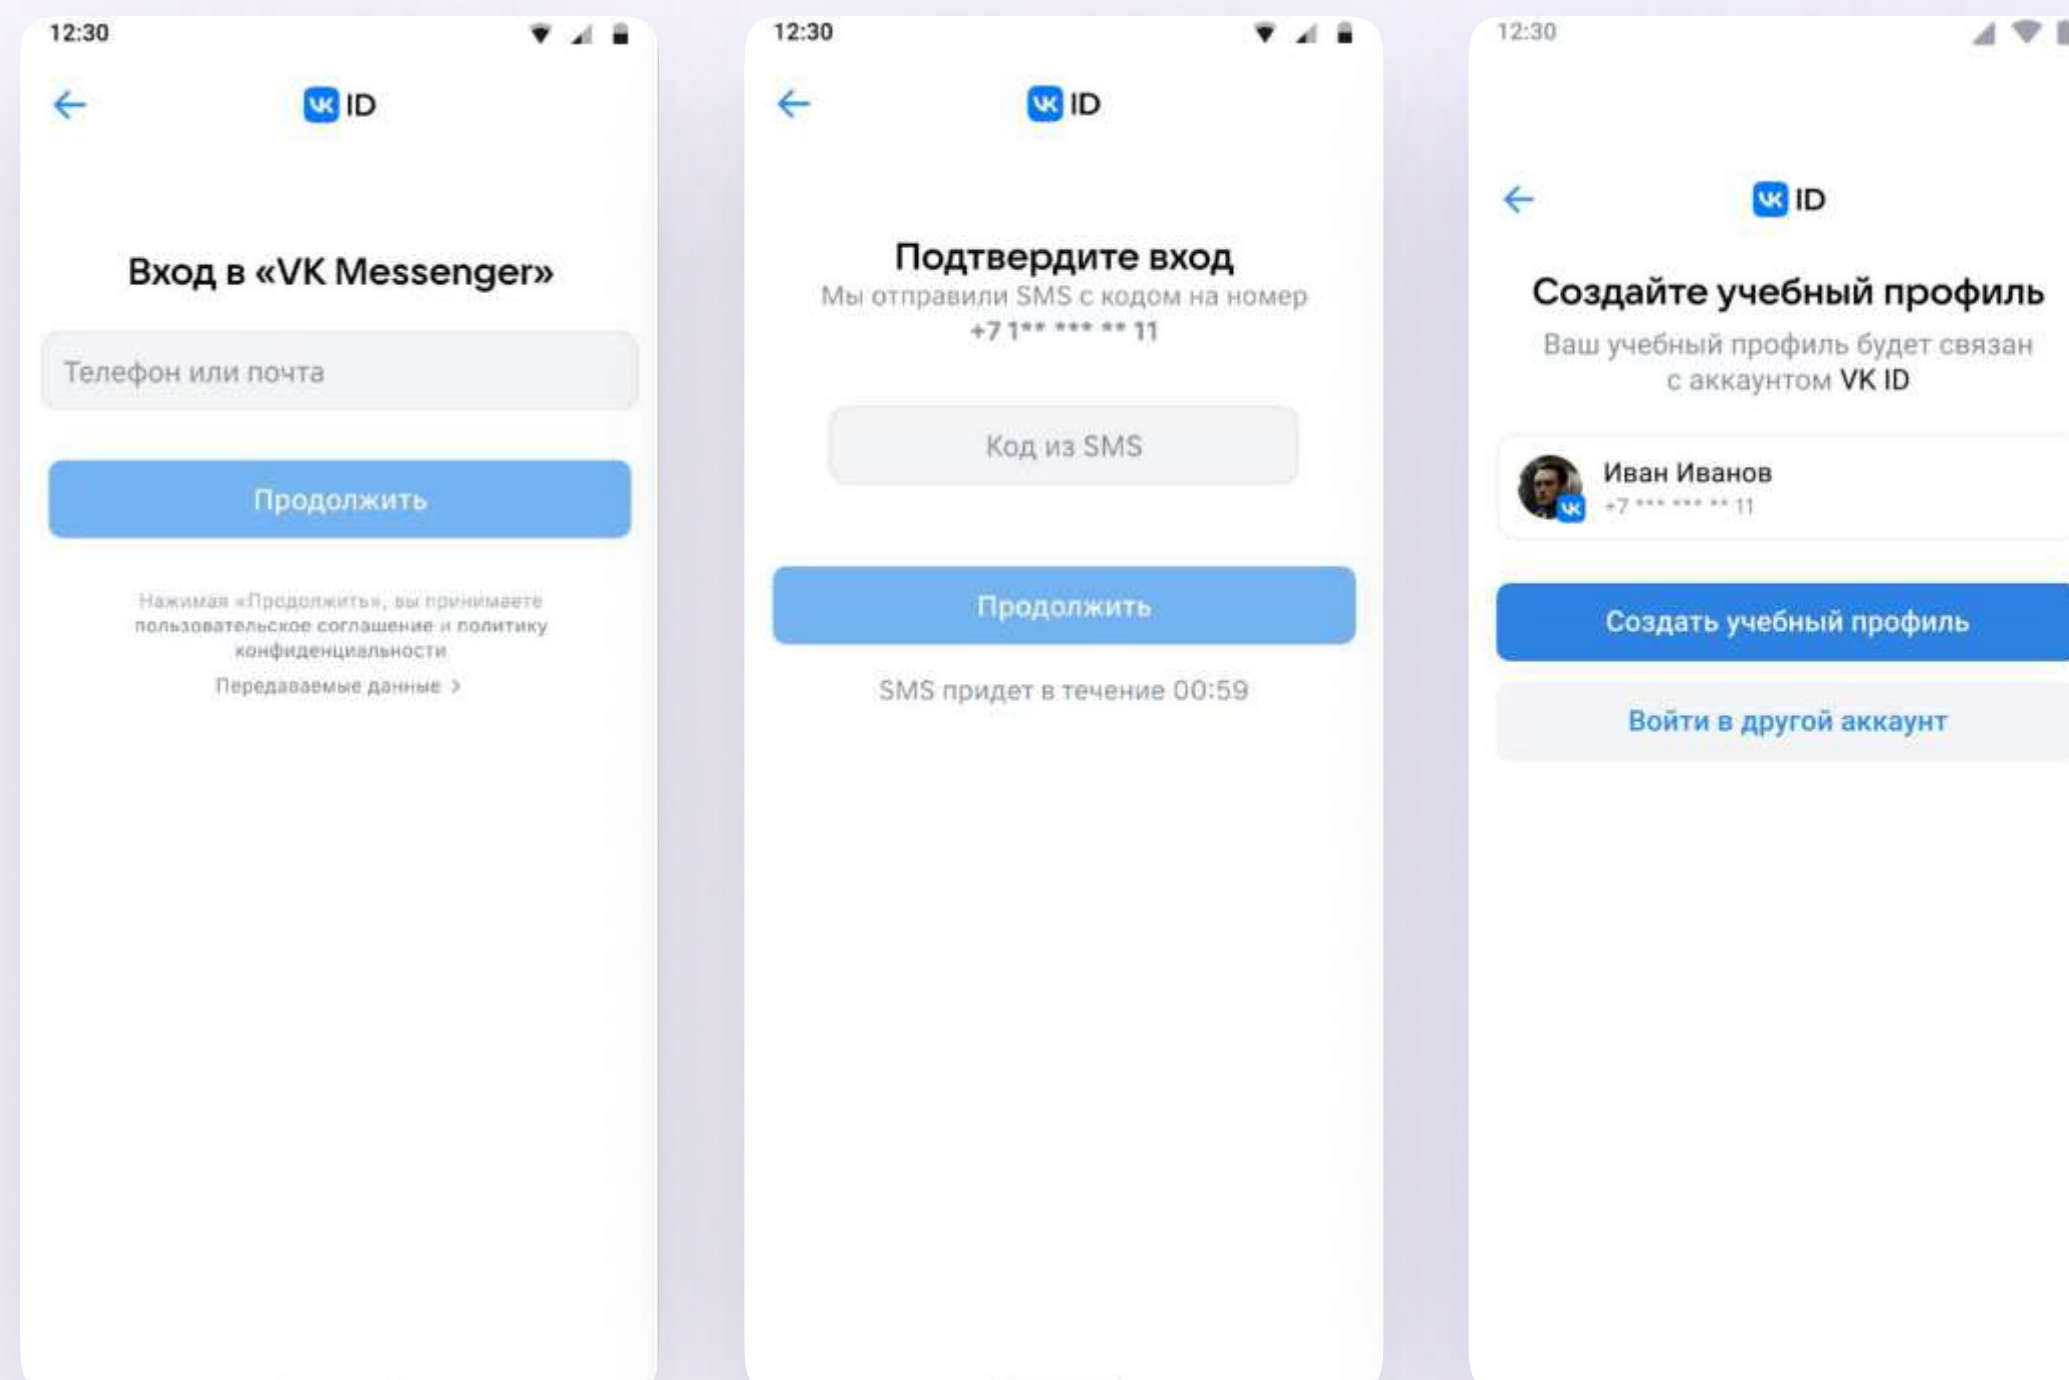 12:30
VK ID
Вход в «VK Messenger»
Телефон или почта
Продолжить
Нажимая «Продолжить», вы принимаете
пользовательское соглашение и политику
конфиденциальности
Передаваемые данные >
12:30
VK ID
Подтвердите вход
Мы отправили SMS с кодом на номер
+7 1** *** ** 11
Код из SMS
Продолжить
SMS придет в течение 00:59
12:30
VK ID
Создайте учебный профиль
Ваш учебный профиль будет связан
с аккаунтом VK ID
Иван Иванов
+7 *** *** ** 11
Создать учебный профиль
Войти в другой аккаунт